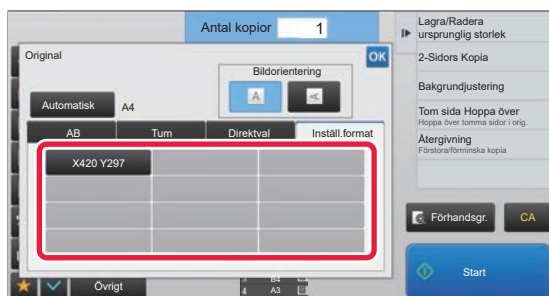 Antal kopior 1
Original
OK
Bildorientering
A
A
Automatisk A4
AB Tum Direktval Inställ.format
X420 Y297
Övrigt
B4
4 A3
Lagra/Radera
ursprunglig storlek
2-Sidors Kopia
Bakgrundjustering
Tom sida Hoppa över
Hoppa över tomma sidor i orig.
Återgivning
Förstora/förminska kopia
Förhandsgr. CA
Start